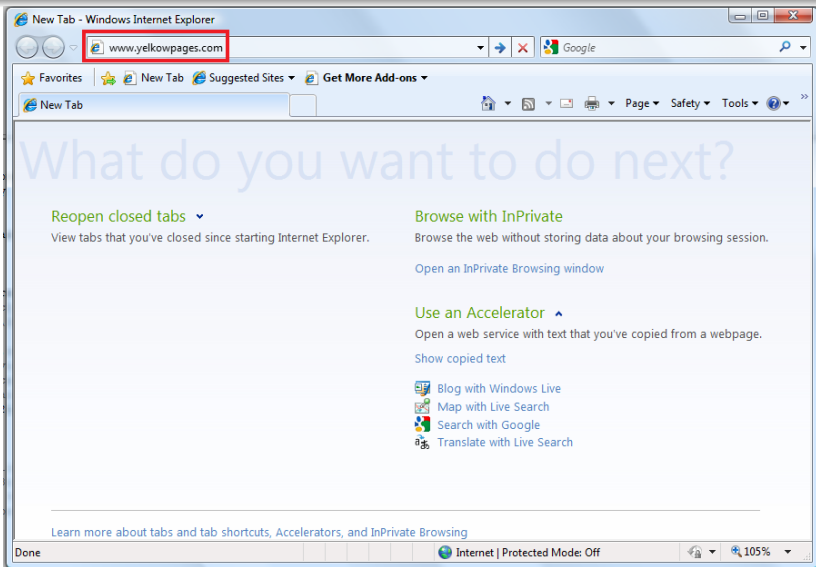 New Tab - Windows Internet Explorer
www.yelkowpages.com
Google
Favorites New Tab Suggested Sites Get More Add-ons
New Tab Page Safety Tools
What do you want to do next?
Reopen closed tabs
View tabs that you've closed since starting Internet Explorer.
Browse with InPrivate
Browse the web without storing data about your browsing session.
Open an InPrivate Browsing window
Use an Accelerator
Open a web service with text that you've copied from a webpage.
Show copied text
Blog with Windows Live
Map with Live Search
Search with Google
Translate with Live Search
Learn more about tabs and tab shortcuts, Accelerators, and InPrivate Browsing
Done Internet | Protected Mode: Off 105%